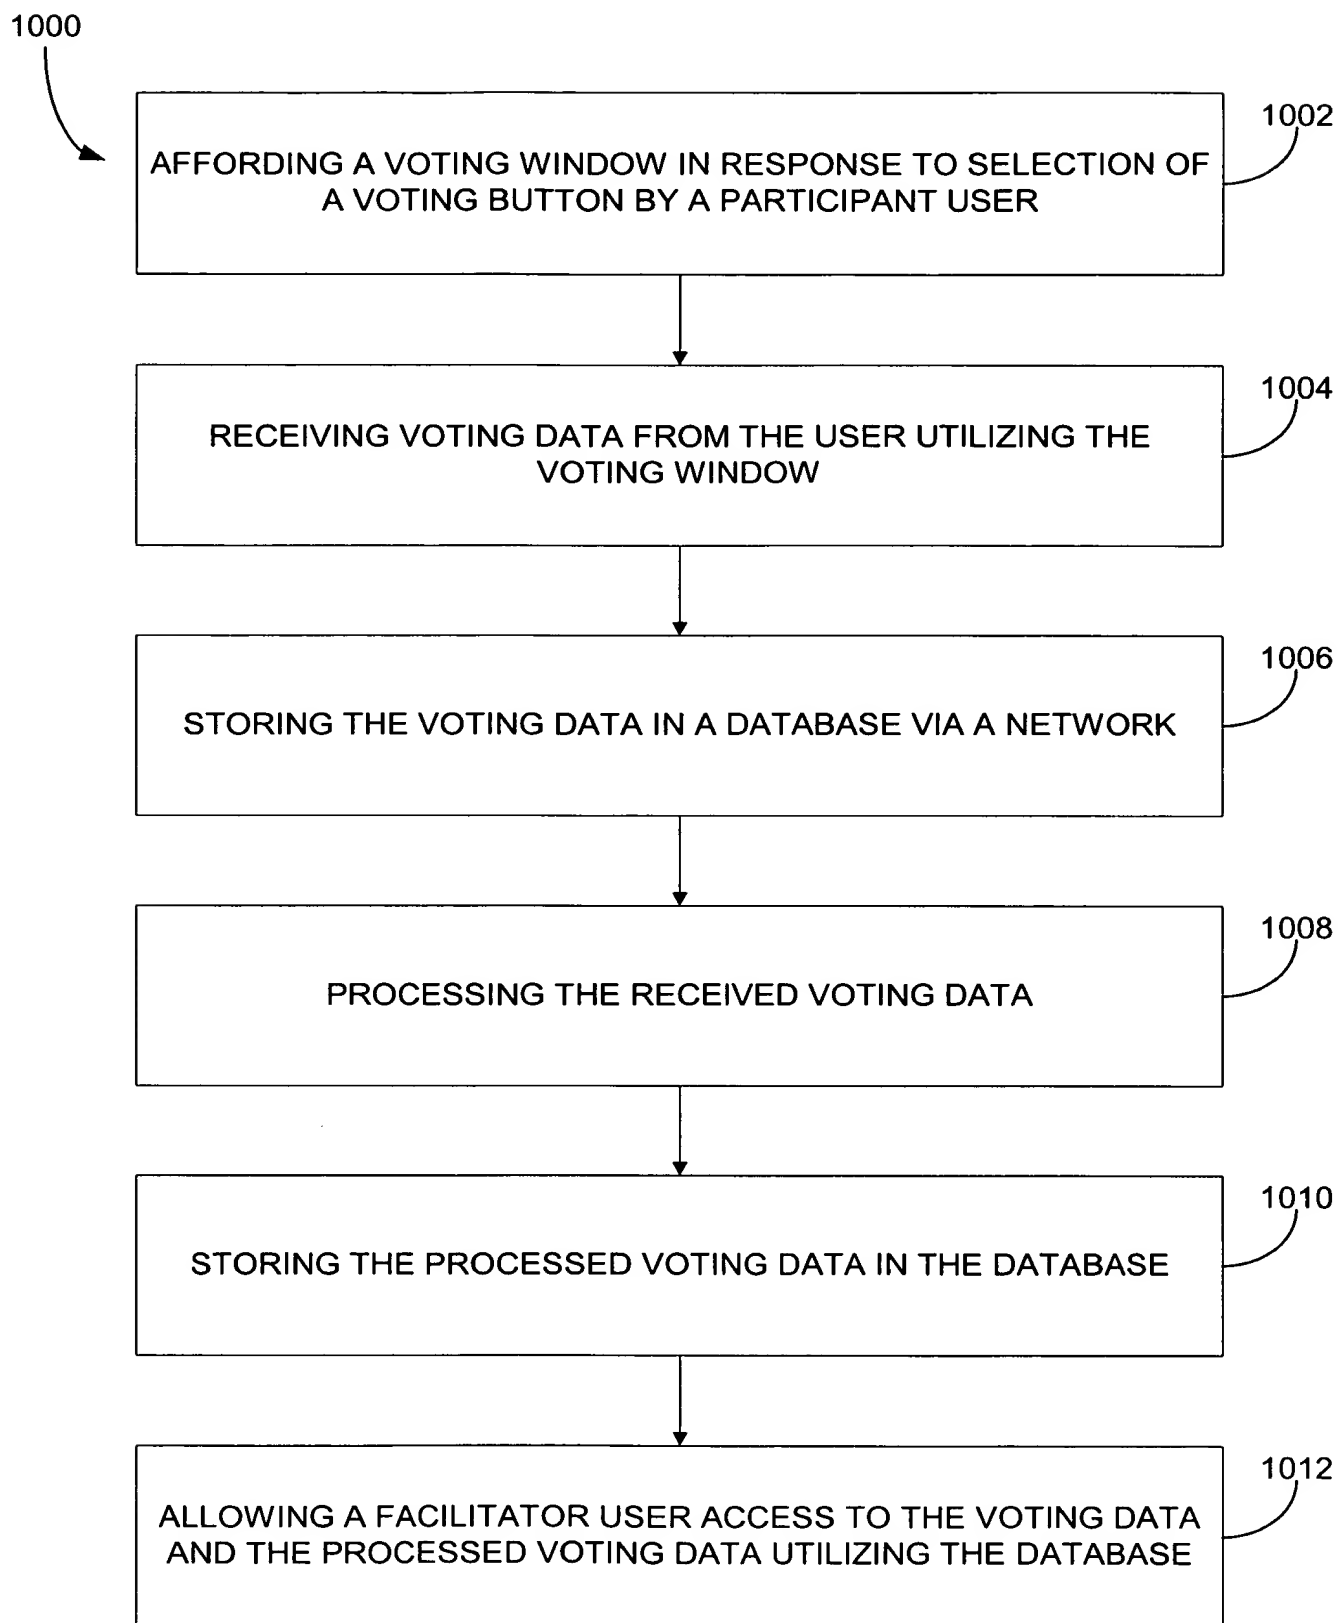 1000
1002
AFFORDING A VOTING WINDOW IN RESPONSE TO SELECTION OF
A VOTING BUTTON BY A PARTICIPANT USER
1004
RECEIVING VOTING DATA FROM THE USER UTILIZING THE
VOTING WINDOW
1006
STORING THE VOTING DATA IN A DATABASE VIA A NETWORK
1008
PROCESSING THE RECEIVED VOTING DATA
1010
STORING THE PROCESSED VOTING DATA IN THE DATABASE
1012
ALLOWING A FACILITATOR USER ACCESS TO THE VOTING DATA
AND THE PROCESSED VOTING DATA UTILIZING THE DATABASE